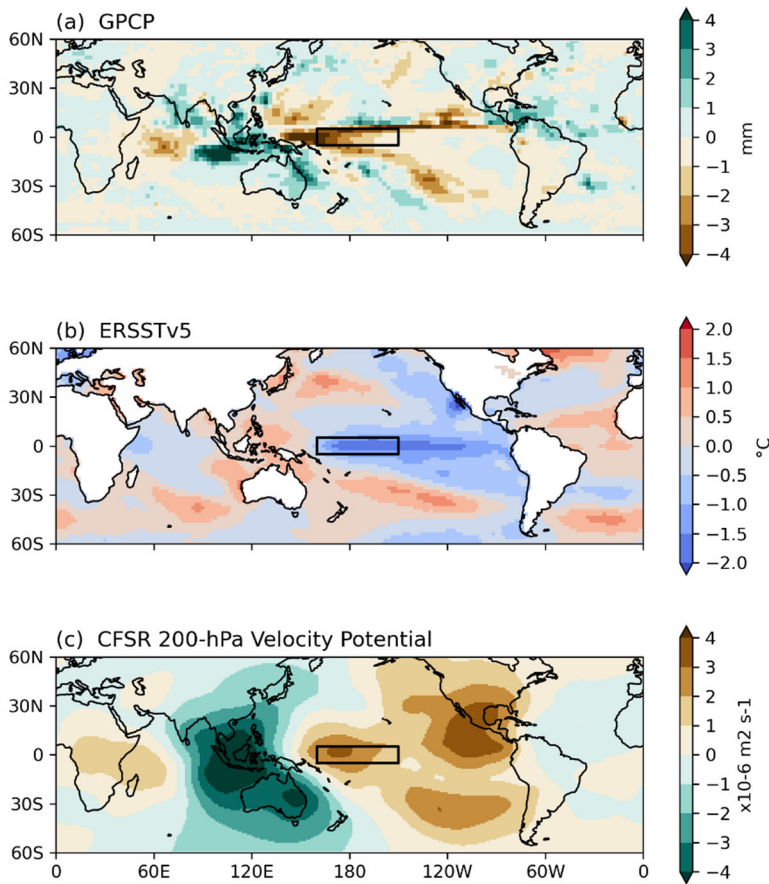 (a) GPCP
60N
30N
0
30S
60S
4
3
2
1
0
−1
−2
−3
−4
mm
(b) ERSSTv5
60N
30N
0
30S
60S
2.0
1.5
1.0
0.5
0.0
−0.5
−1.0
−1.5
−2.0
°C
(c) CFSR 200-hPa Velocity Potential
60N
30N
0
30S
60S
0
60E
120E
180
120W
60W
0
4
3
2
1
0
−1
−2
−3
−4
x10-6 m2 s-1